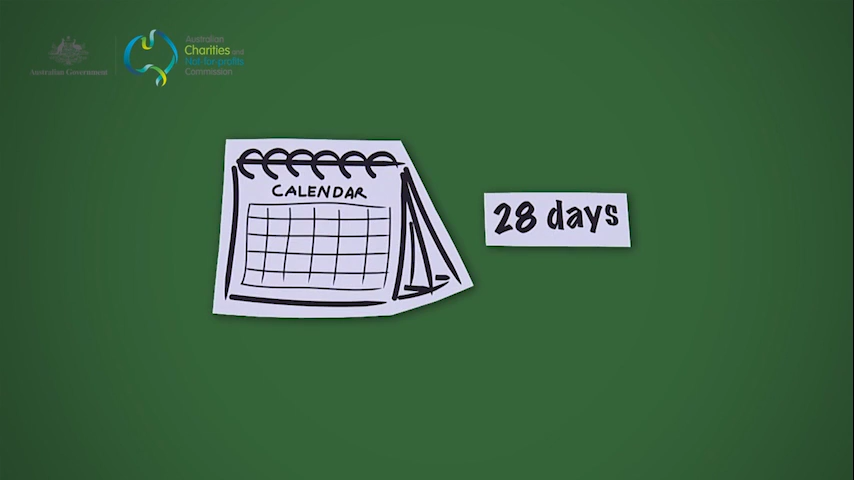 Australian Government
Australian
Charities and
Not-for-profits
Commission
CALENDAR
28 days